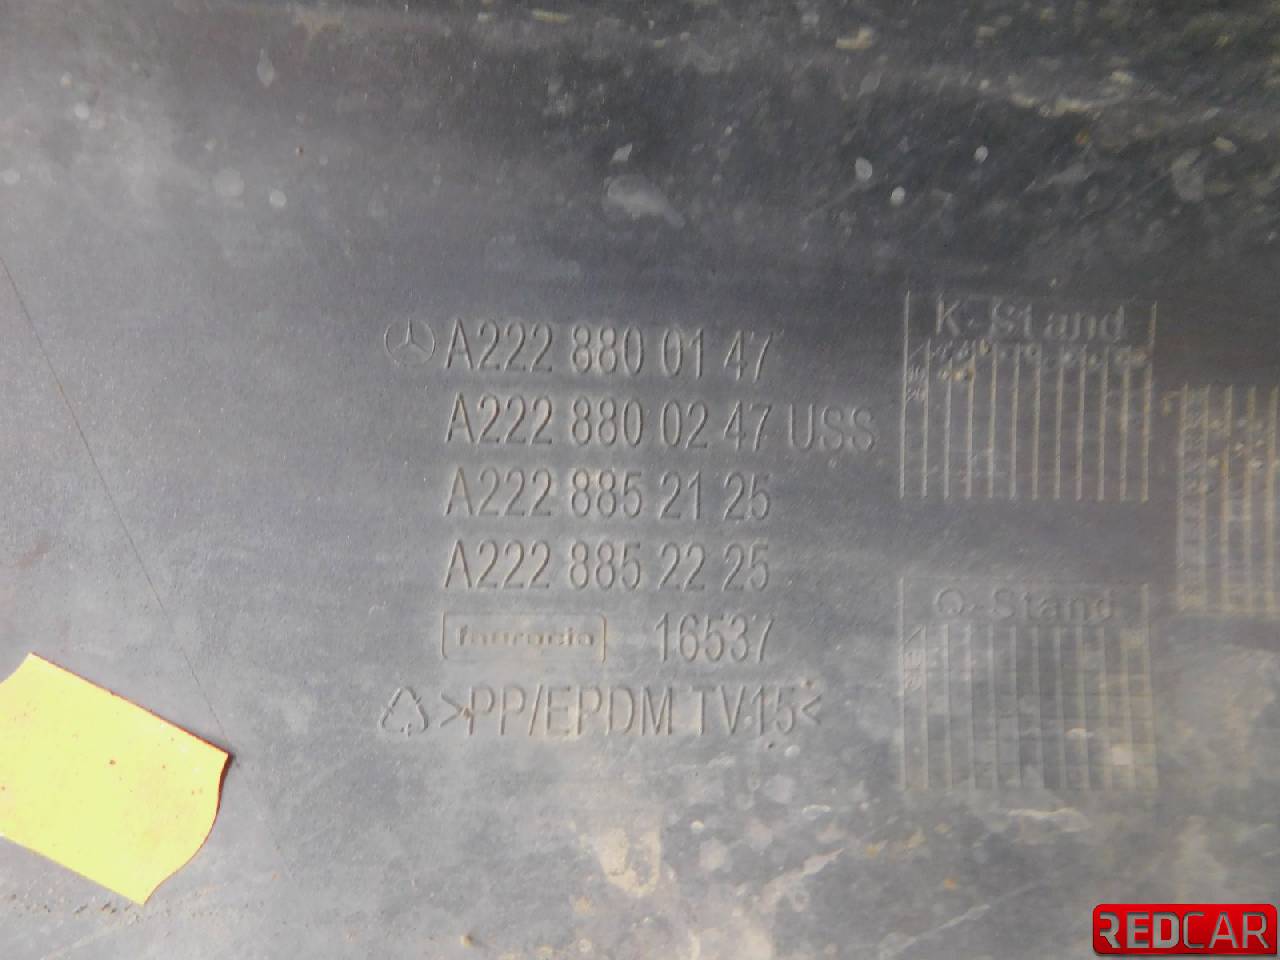 A222 880 01 47
K-Stand
A222 880 02 47 USS
A222 885 21 25
A222 885 22 25
Q-Stand
faurecia 16537
>PP/EPDM TV15<
REDCAR